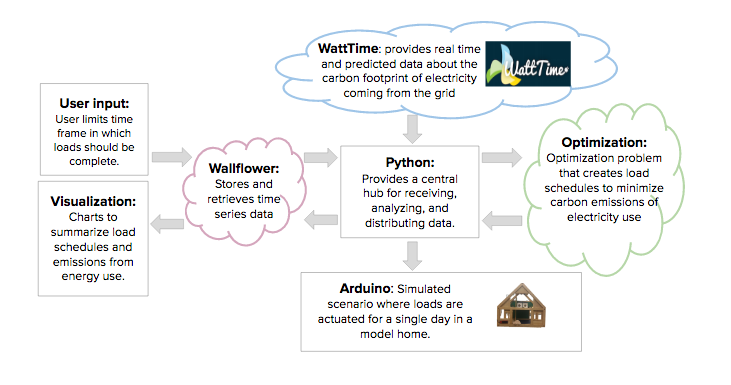 WattTime: provides real time
and predicted data about the
carbon footprint of electricity
coming from the grid
WattTime
User input:
User limits time
frame in which
loads should be
complete.
Wallflower:
Stores and
retrieves time
series data
Python:
Provides a central
hub for receiving,
analyzing, and
distributing data.
Optimization:
Optimization problem
that creates load
schedules to minimize
carbon emissions of
electricity use
Visualization:
Charts to
summarize load
schedules and
emissions from
energy use.
Arduino: Simulated
scenario where loads are
actuated for a single day in a
model home.